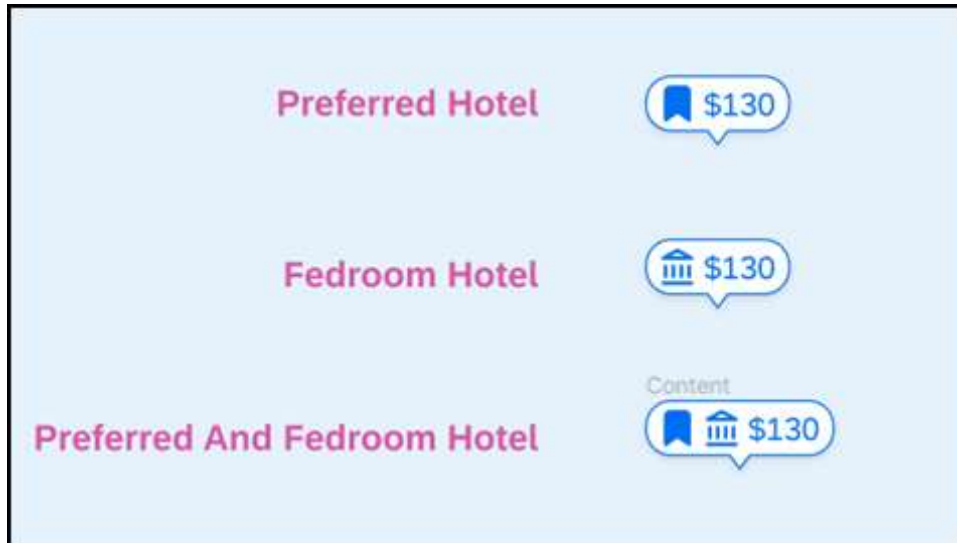 Preferred Hotel $130
Fedroom Hotel $130
Content
Preferred And Fedroom Hotel $130